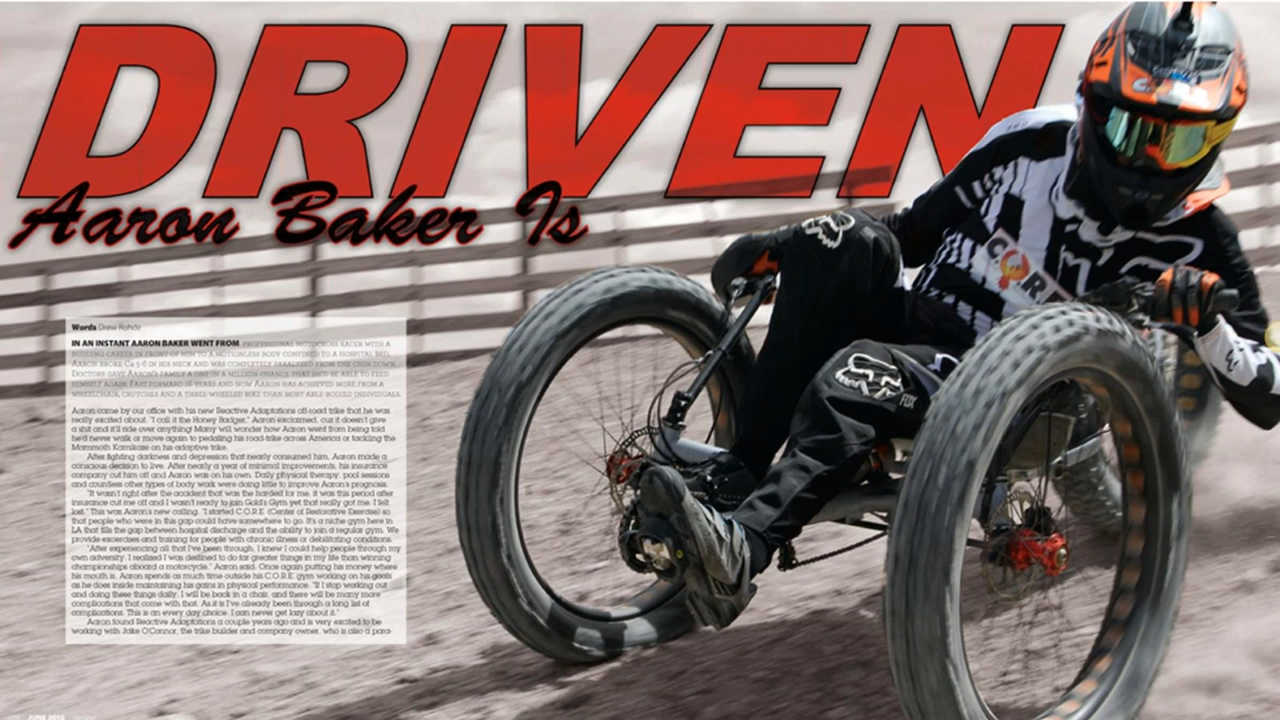 DRIVEN
Aaron Baker Is
Words Drew Rohde
IN AN INSTANT AARON BAKER WENT FROM PROFESSIONAL MOTOCROSS RACER WITH A
BUDDING CAREER IN FRONT OF HIM TO A MOTIONLESS BODY CONFINED TO A HOSPITAL BED.
AARON BROKE C4-5-6 IN HIS NECK AND WAS COMPLETELY PARALYZED FROM THE CHIN DOWN.
DOCTORS GAVE AARON'S FAMILY A ONE IN A MILLION CHANCE THAT HE'D BE ABLE TO FEED
HIMSELF AGAIN. FAST FORWARD 16 YEARS AND NOW AARON HAS ACHIEVED MORE FROM A
WHEELCHAIR, CRUTCHES AND A THREE-WHEELED BIKE THAN MOST ABLE-BODIED INDIVIDUALS.
Aaron came by our office with his new Reactive Adaptations off-road trike that he was
really excited about. "I call it the Honey Badger," Aaron exclaimed, cuz it doesn't give
a shit and it'll ride over anything! Many will wonder how Aaron went from being told
he'd never walk or move again to pedaling his road-trike across America or tackling the
Mammoth Kamikaze on his adaptive trike.
After fighting darkness and depression that nearly consumed him, Aaron made a
conscious decision to live. After nearly a year of minimal improvements, his insurance
company cut him off and Aaron was on his own. Daily physical therapy, pool sessions
and countless other types of body work were doing little to improve Aaron's prognosis.
"It wasn't right after the accident that was the hardest for me, it was this period after
insurance cut me off and I wasn't ready to join Gold's Gym yet that really got me. I felt
lost." This was Aaron's new calling. "I started C.O.R.E. (Center of Restorative Exercise) so
that people who were in this gap could have somewhere to go. It's a niche gym here in
LA that fills the gap between hospital discharge and the ability to join a regular gym. We
provide excercises and training for people with chronic illness or debilitating conditions.
"After experiencing all that I've been through, I knew I could help people through my
own adversity. I realized I was destined to do far greater things in my life than winning
championships aboard a motorcycle," Aaron said. Once again putting his money where
his mouth is, Aaron spends as much time outside his C.O.R.E. gym working on his goals
as he does inside maintaining his gains in physical performance. "If I stop working out
and doing these things daily, I will be back in a chair, and there will be many more
complications that come with that. As it is I've already been through a long list of
complications. This is an every day choice. I can never get lazy about it."
Aaron found Reactive Adaptations a couple years ago and is very excited to be
working with Jake O'Connor, the trike builder and company owner, who is also a para-
FOX